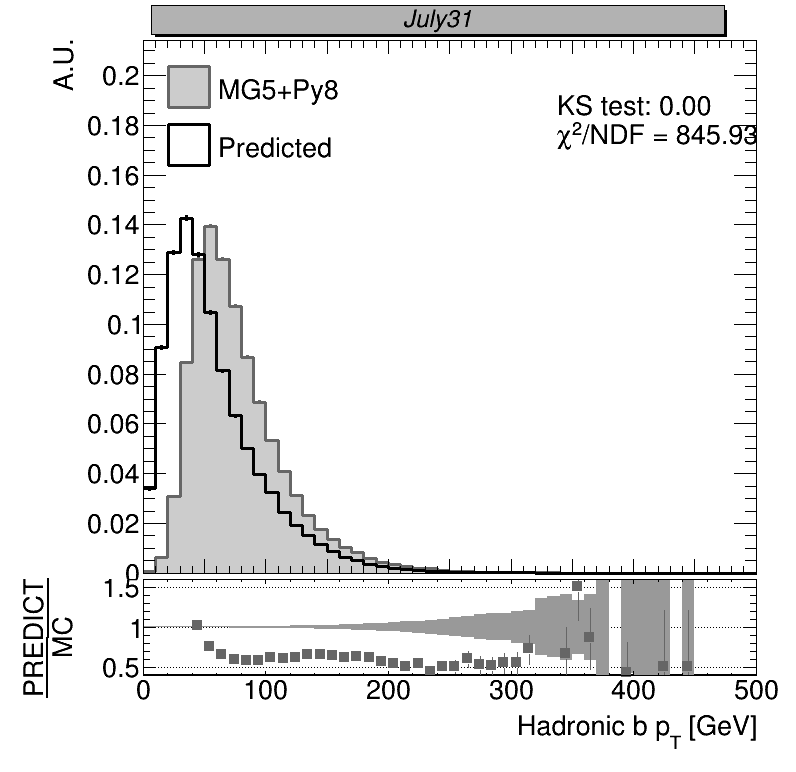 July31
A.U.
MG5+Py8
Predicted
KS test: 0.00
χ²/NDF = 845.93
0.2
0.18
0.16
0.14
0.12
0.1
0.08
0.06
0.04
0.02
0
PREDICT
MC
1.5
1
0.5
0 100 200 300 400 500
Hadronic b p_T [GeV]